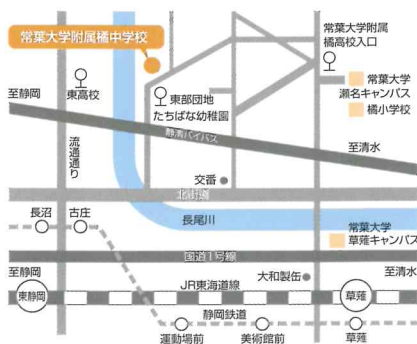 常葉大学附属橘中学校
常葉大学附属
橘高校入口
至静岡
東高校
東部団地
たちばな幼稚園
常葉大学
瀬名キャンパス
橘小学校
静清バイパス
流通通り
至清水
交番
北街道
長沼
古庄
長尾川
常葉大学
草薙キャンパス
国道1号線
至静岡
大和製缶
至清水
JR東海道線
東静岡
草薙
静岡鉄道
運動場前
美術館前
草薙